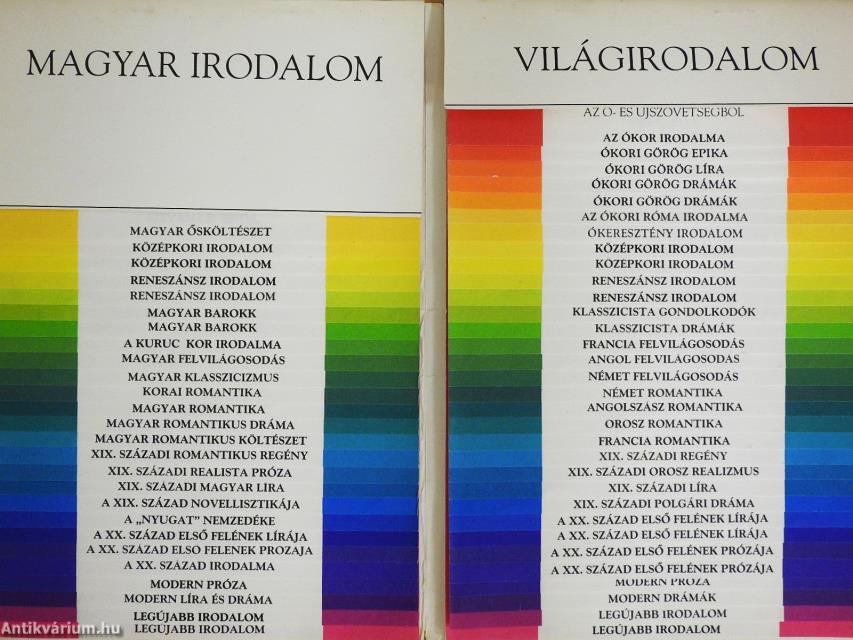 MAGYAR IRODALOM
MAGYAR ŐSKÖLTÉSZET
KÖZÉPKORI IRODALOM
KÖZÉPKORI IRODALOM
RENESZÁNSZ IRODALOM
RENESZÁNSZ IRODALOM
MAGYAR BAROKK
MAGYAR BAROKK
A KURUC KOR IRODALMA
MAGYAR FELVILÁGOSODÁS
MAGYAR KLASSZICIZMUS
KORAI ROMANTIKA
MAGYAR ROMANTIKA
MAGYAR ROMANTIKUS DRÁMA
MAGYAR ROMANTIKUS KÖLTÉSZET
XIX. SZÁZADI ROMANTIKUS REGÉNY
XIX. SZÁZADI REALISTA PRÓZA
XIX. SZÁZADI MAGYAR LÍRA
A XIX. SZÁZAD NOVELLISTIKÁJA
A „NYUGAT” NEMZEDÉKE
A XX. SZÁZAD ELSŐ FELÉNEK LÍRÁJA
A XX. SZÁZAD ELSO FELENEK PROZAJA
A XX. SZÁZAD IRODALMA
MODERN PRÓZA
MODERN LÍRA ÉS DRÁMA
LEGÚJABB IRODALOM
LEGÚJABB IRODALOM
VILÁGIRODALOM
AZ O- ES UJSZOVETSEGBOL
AZ ÓKOR IRODALMA
ÓKORI GÖRÖG EPIKA
ÓKORI GÖRÖG LÍRA
ÓKORI GÖRÖG DRÁMÁK
ÓKORI GÖRÖG DRÁMÁK
AZ ÓKORI RÓMA IRODALMA
ÓKERESZTÉNY IRODALOM
KÖZÉPKORI IRODALOM
KÖZÉPKORI IRODALOM
RENESZÁNSZ IRODALOM
RENESZÁNSZ IRODALOM
KLASSZICISTA GONDOLKODÓK
KLASSZICISTA DRÁMÁK
FRANCIA FELVILÁGOSODÁS
ANGOL FELVILÁGOSODAS
NÉMET FELVILÁGOSODÁS
NÉMET ROMANTIKA
ANGOLSZÁSZ ROMANTIKA
OROSZ ROMANTIKA
FRANCIA ROMANTIKA
XIX. SZÁZADI REGÉNY
XIX. SZÁZADI OROSZ REALIZMUS
XIX. SZÁZADI LÍRA
XIX. SZÁZADI POLGÁRI DRÁMA
A XX. SZÁZAD ELSŐ FELÉNEK LÍRÁJA
A XX. SZÁZAD ELSŐ FELÉNEK LÍRÁJA
A XX. SZÁZAD ELSŐ FELÉNEK PRÓZÁJA
A XX. SZÁZAD ELSŐ FELÉNEK PRÓZÁJA
MODERN PRÓZA
MODERN DRÁMÁK
LEGÚJABB IRODALOM
LEGÚJABB IRODALOM
Antikvárium.hu